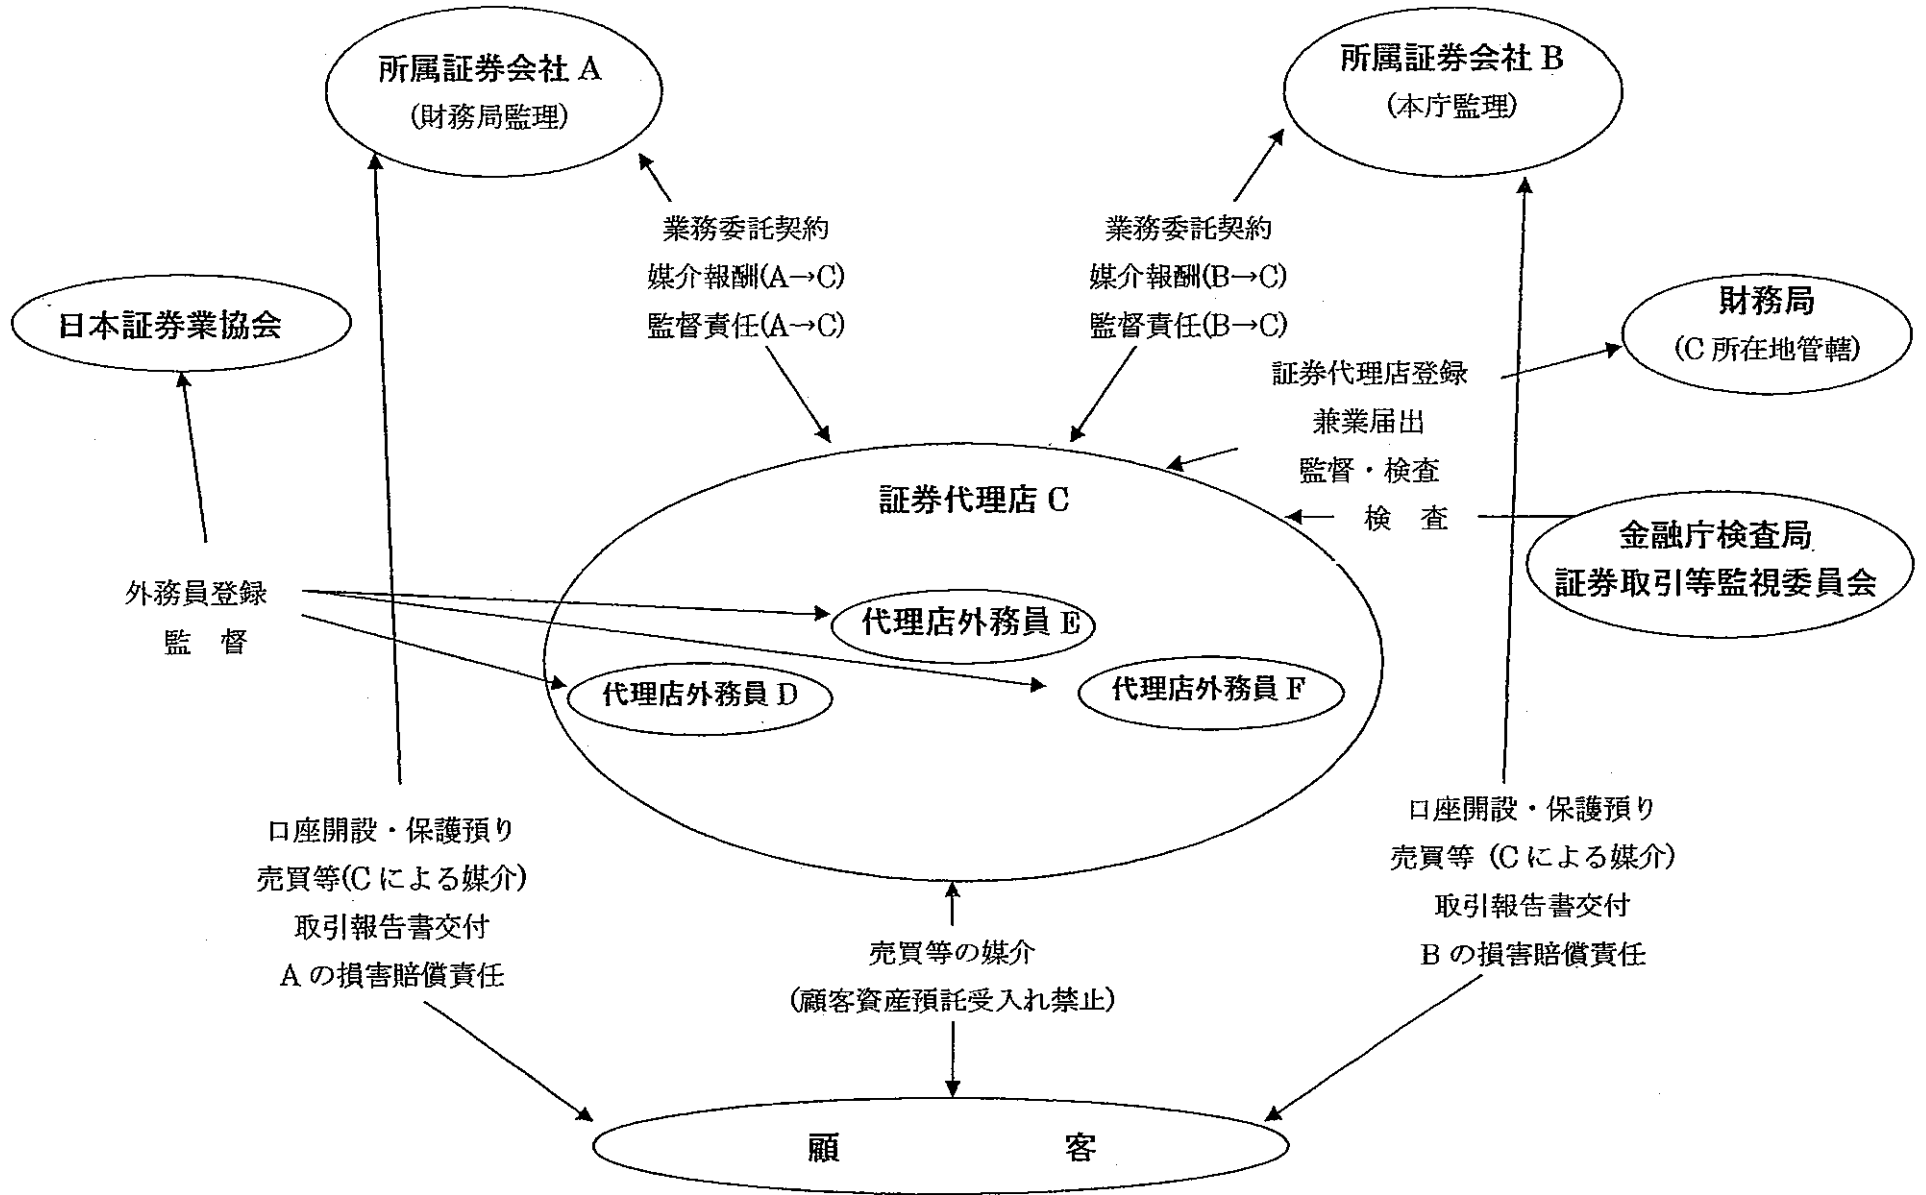 所属証券会社 A
(財務局監理)
所属証券会社 B
(本庁監理)
業務委託契約
媒介報酬(A→C)
監督責任(A→C)
業務委託契約
媒介報酬(B→C)
監督責任(B→C)
日本証券業協会
財務局
(C 所在地管轄)
証券代理店登録
兼業届出
監督・検査
検　査
証券代理店 C
金融庁検査局
証券取引等監視委員会
外務員登録
監　督
代理店外務員 E
代理店外務員 D
代理店外務員 F
口座開設・保護預り
売買等(C による媒介)
取引報告書交付
A の損害賠償責任
口座開設・保護預り
売買等 (C による媒介)
取引報告書交付
B の損害賠償責任
売買等の媒介
(顧客資産預託受入れ禁止)
顧　客